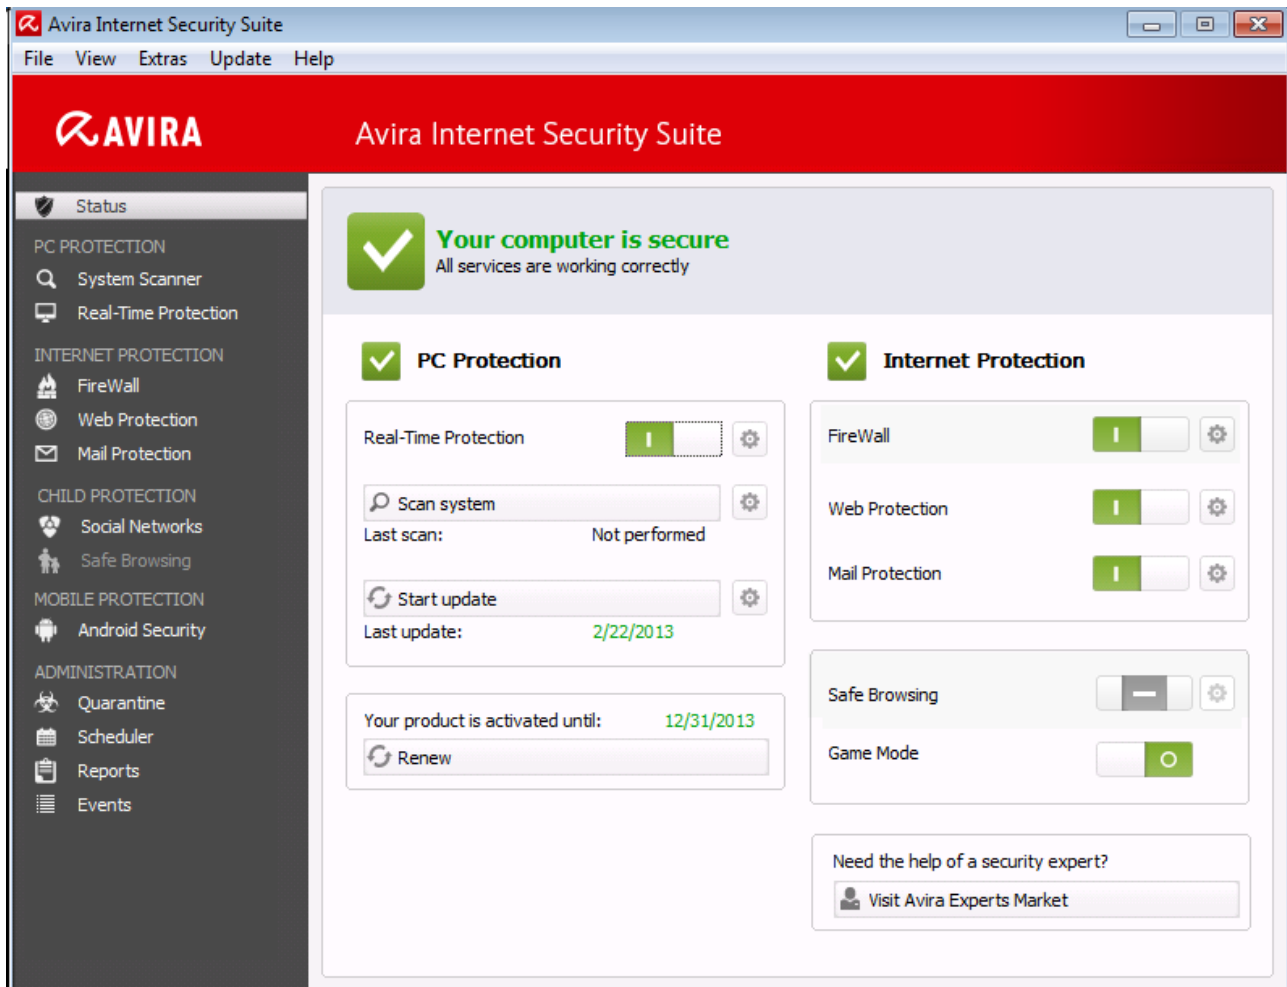 Avira Internet Security Suite
File View Extras Update Help
AVIRA
Avira Internet Security Suite
Status
PC PROTECTION
System Scanner
Real-Time Protection
INTERNET PROTECTION
FireWall
Web Protection
Mail Protection
CHILD PROTECTION
Social Networks
Safe Browsing
MOBILE PROTECTION
Android Security
ADMINISTRATION
Quarantine
Scheduler
Reports
Events
Your computer is secure
All services are working correctly
PC Protection
Real-Time Protection
Scan system
Last scan: Not performed
Start update
Last update: 2/22/2013
Your product is activated until: 12/31/2013
Renew
Internet Protection
FireWall
Web Protection
Mail Protection
Safe Browsing
Game Mode
Need the help of a security expert?
Visit Avira Experts Market